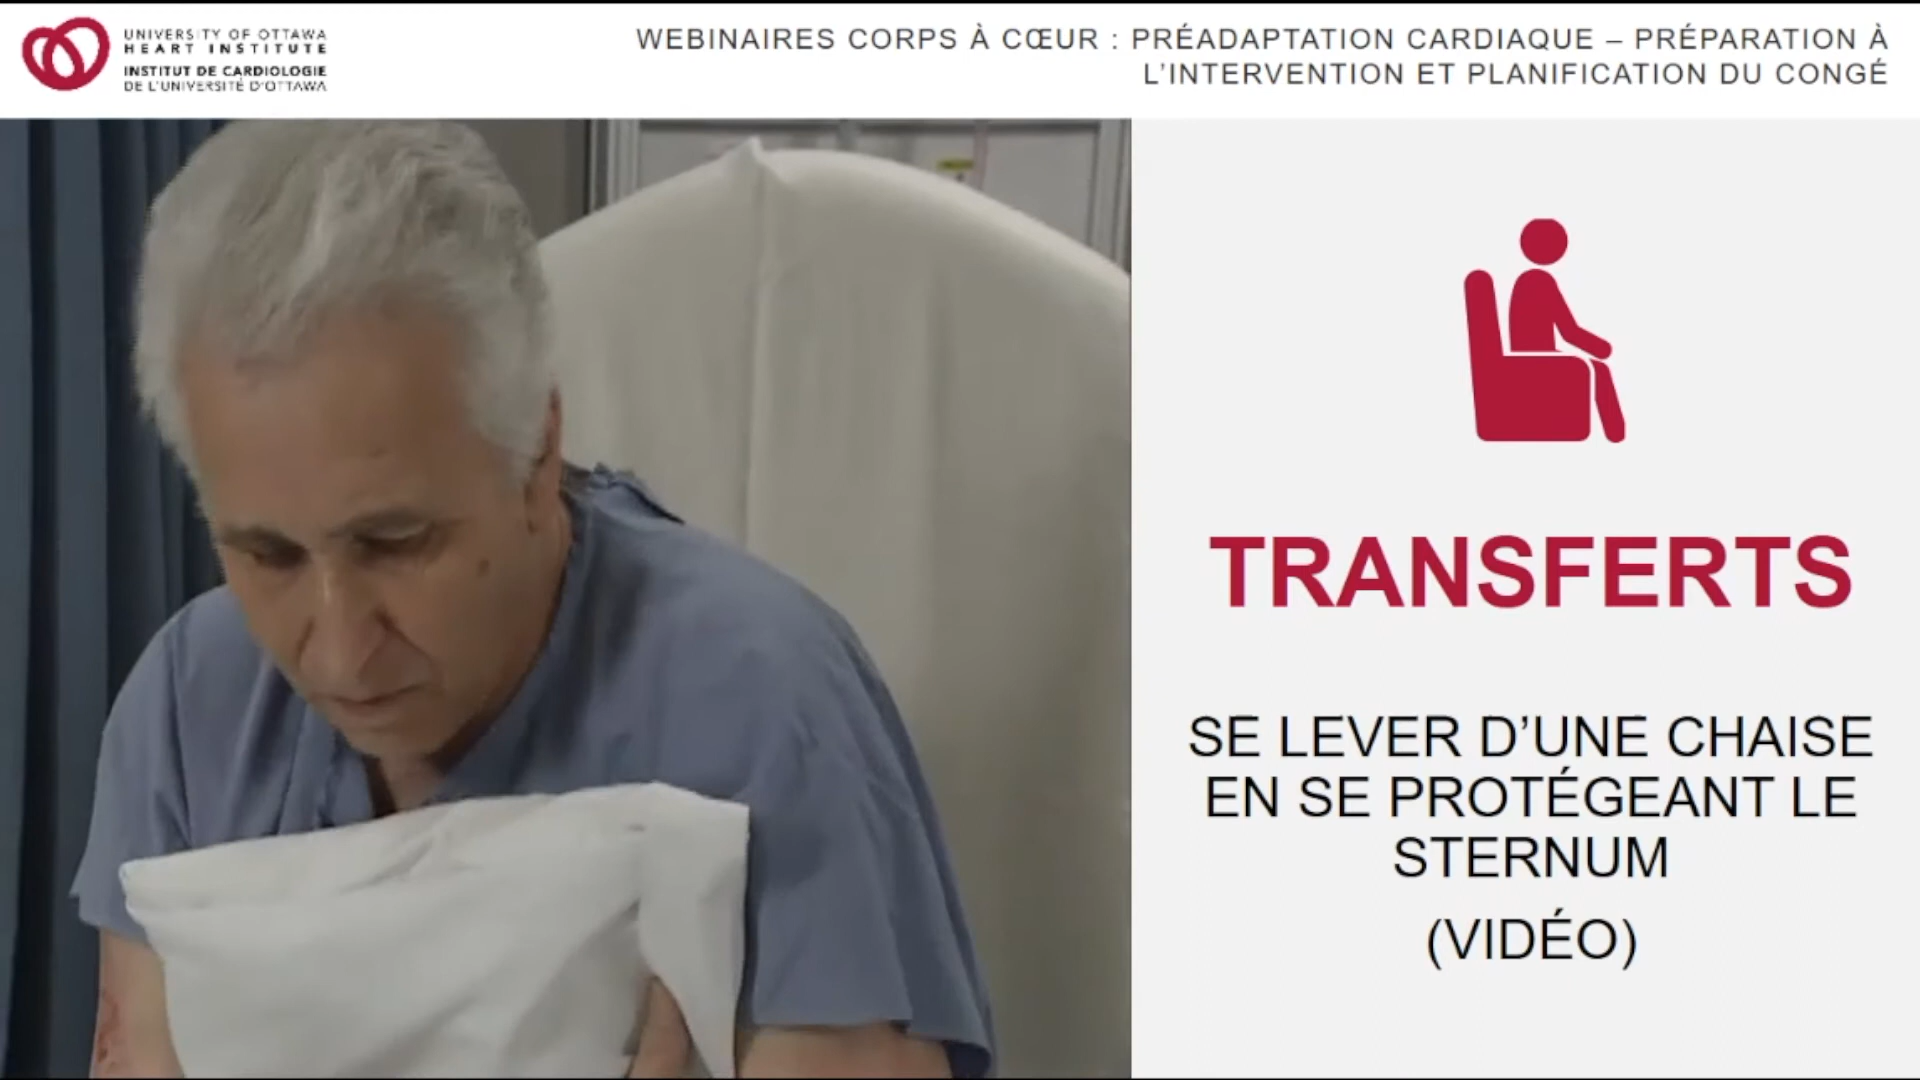 UNIVERSITY OF OTTAWA
HEART INSTITUTE
INSTITUT DE CARDIOLOGIE
DE L'UNIVERSITÉ D'OTTAWA
WEBINAIRES CORPS À CŒUR : PRÉADAPTATION CARDIAQUE – PRÉPARATION À
L'INTERVENTION ET PLANIFICATION DU CONGÉ
TRANSFERTS
SE LEVER D'UNE CHAISE
EN SE PROTÉGEANT LE
STERNUM
(VIDÉO)